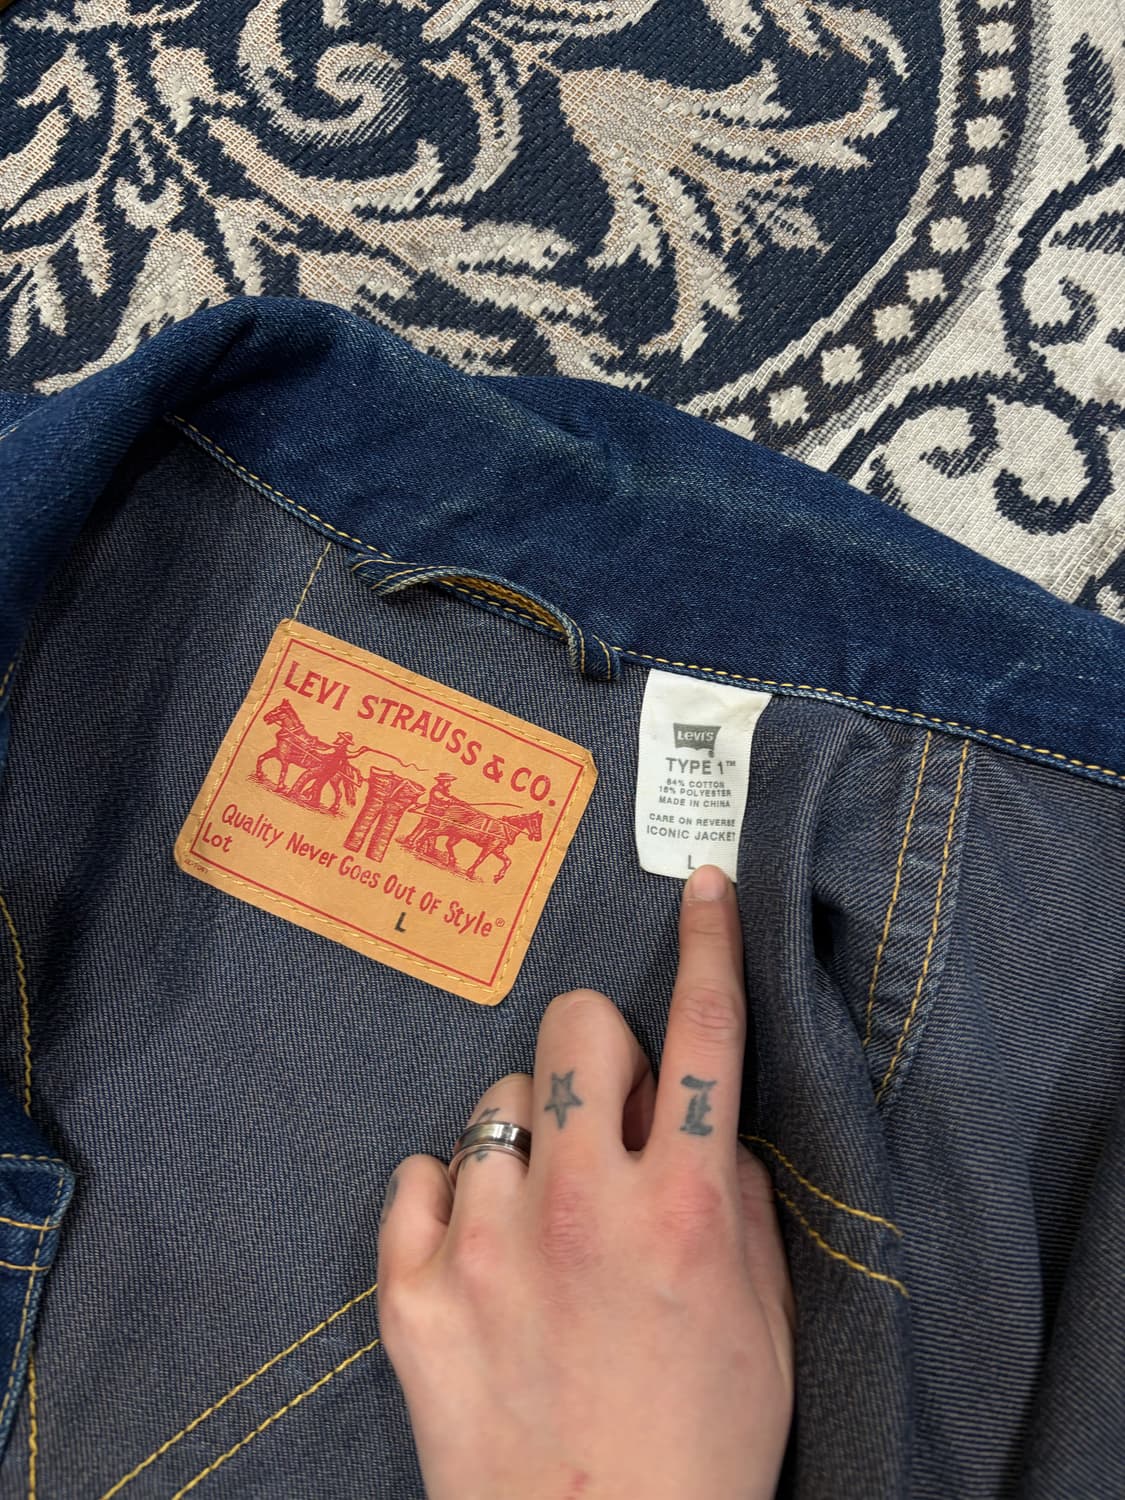 LEVI STRAUSS & CO.
Quality Never Goes Out Of Style®
Lot
L
Levi's
TYPE 1™
84% COTTON
16% POLYESTER
MADE IN CHINA
CARE ON REVERSE
ICONIC JACKET
L